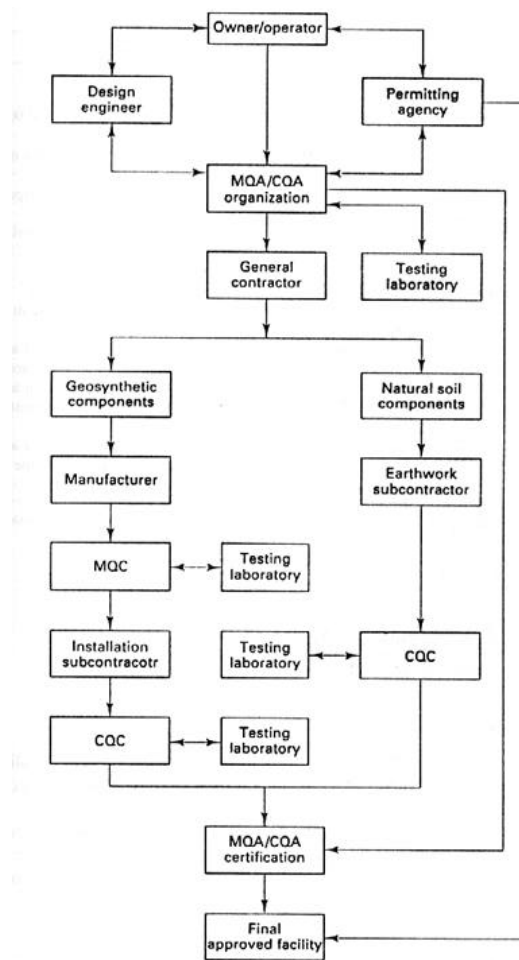 Owner/operator
Design
engineer
Permitting
agency
MQA/CQA
organization
General
contractor
Testing
laboratory
Geosynthetic
components
Natural soil
components
Manufacturer
Earthwork
subcontractor
MQC
Testing
laboratory
Installation
subcontracotr
Testing
laboratory
CQC
CQC
Testing
laboratory
MQA/CQA
certification
Final
approved facility